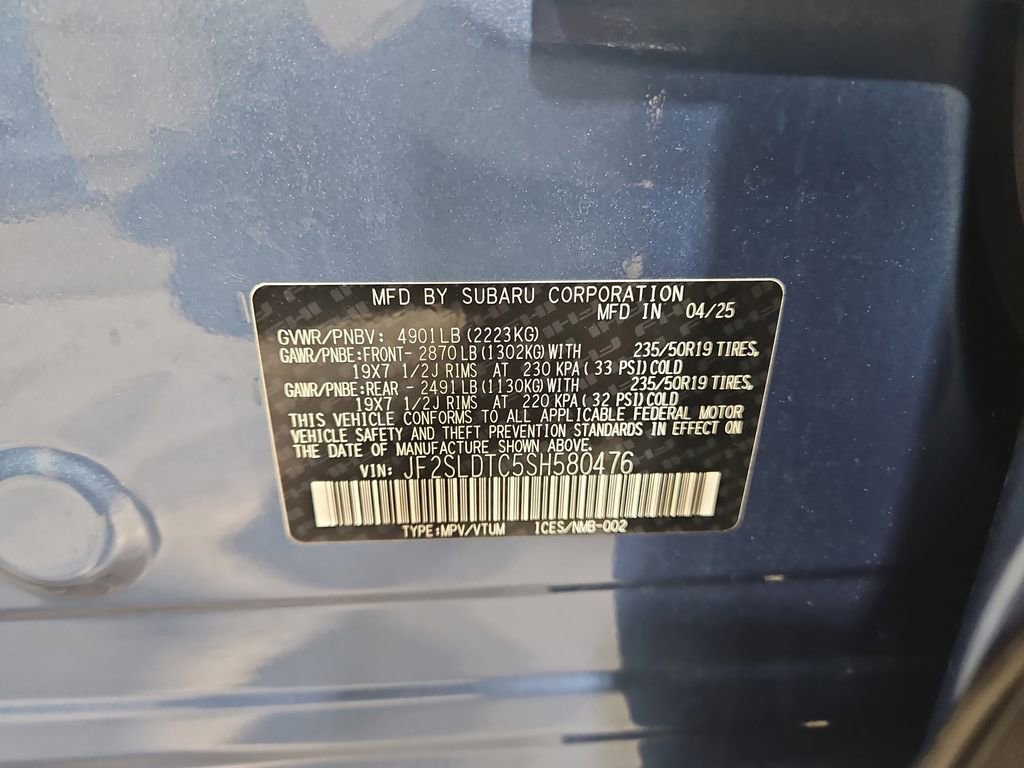 MFD BY SUBARU CORPORATION
MFD IN 04/25
GVWR/PNBV: 4901LB(2223KG)
GAWR/PNBE:FRONT- 2870LB(1302KG)WITH 235/50R19 TIRES,
19X7 1/2J RIMS AT 230 KPA( 33 PSI)COLD
GAWR/PNBE:REAR - 2491LB(1130KG)WITH 235/50R19 TIRES,
19X7 1/2J RIMS AT 220 KPA( 32 PSI)COLD
THIS VEHICLE CONFORMS TO ALL APPLICABLE FEDERAL MOTOR
VEHICLE SAFETY AND THEFT PREVENTION STANDARDS IN EFFECT ON
THE DATE OF MANUFACTURE SHOWN ABOVE.
VIN: JF2SLDTC5SH580476
TYPE:MPV/VTUM ICES/NMB-002